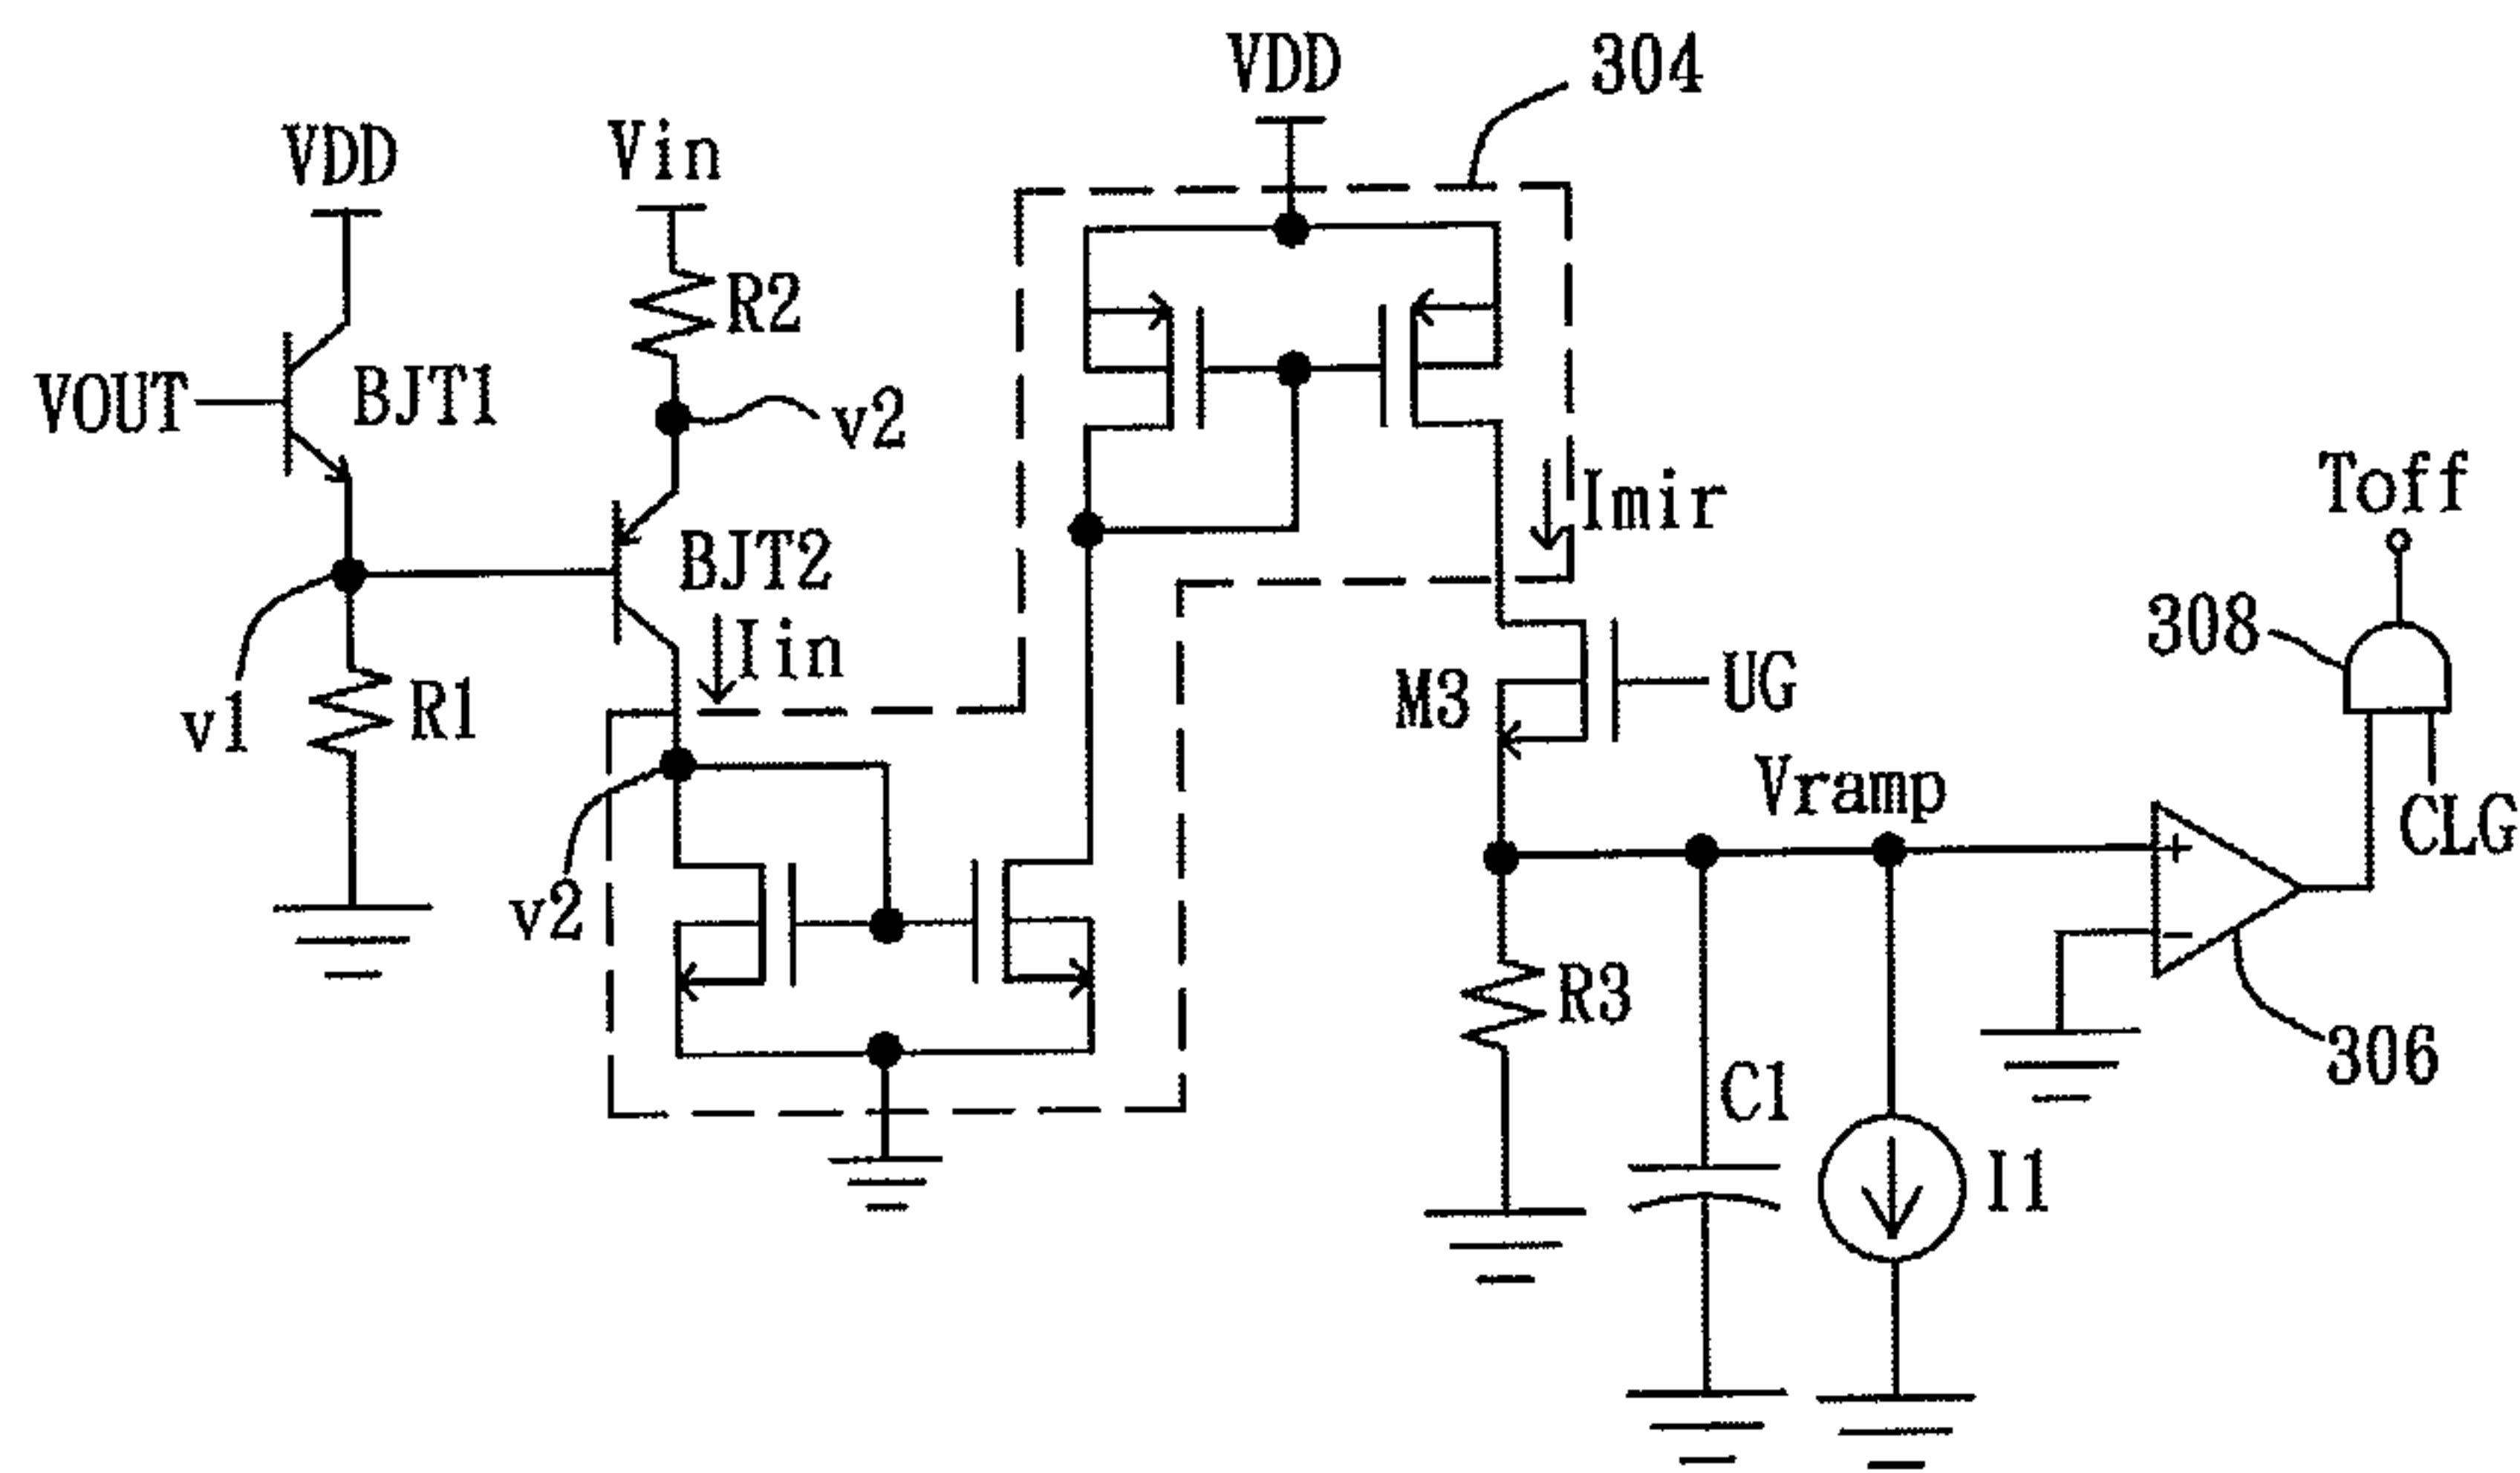 VDD
304
VDD
Vin
R2
VOUT
BJT1
v2
Imir
Toff
BJT2
Iin
308
v1
R1
M3
UG
Vramp
CLG
v2
+
−
R3
C1
306
I1